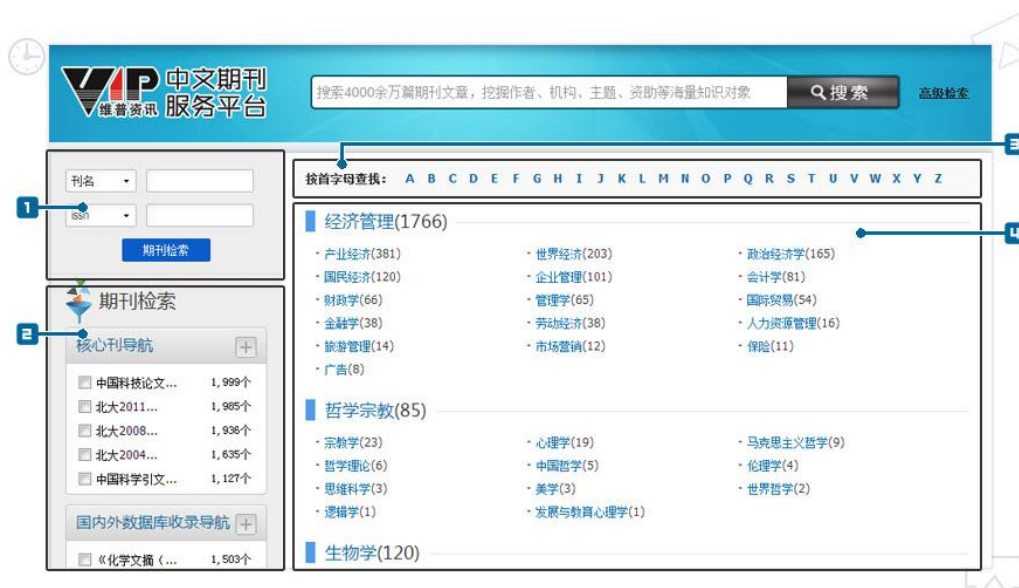 VIP 中文期刊
维普资讯 服务平台
搜索4000余万篇期刊文章，挖掘作者、机构、主题、资助等海量知识对象 搜索 高级检索
3
刊名
issn
1
期刊检索
按首字母查找： A B C D E F G H I J K L M N O P Q R S T U V W X Y Z
经济管理(1766)
4
· 产业经济(381) · 世界经济(203) · 政治经济学(165)
· 国民经济(120) · 企业管理(101) · 会计学(81)
· 财政学(66) · 管理学(65) · 国际贸易(54)
· 金融学(38) · 劳动经济(38) · 人力资源管理(16)
· 旅游管理(14) · 市场营销(12) · 保险(11)
· 广告(8)
期刊检索
2
核心刊导航
中国科技论文... 1,999个
北大2011... 1,985个
北大2008... 1,936个
北大2004... 1,635个
中国科学引文... 1,127个
国内外数据库收录导航
《化学文摘（... 1,503个
哲学宗教(85)
· 宗教学(23) · 心理学(19) · 马克思主义哲学(9)
· 哲学理论(6) · 中国哲学(5) · 伦理学(4)
· 思维科学(3) · 美学(3) · 世界哲学(2)
· 逻辑学(1) · 发展与教育心理学(1)
生物学(120)